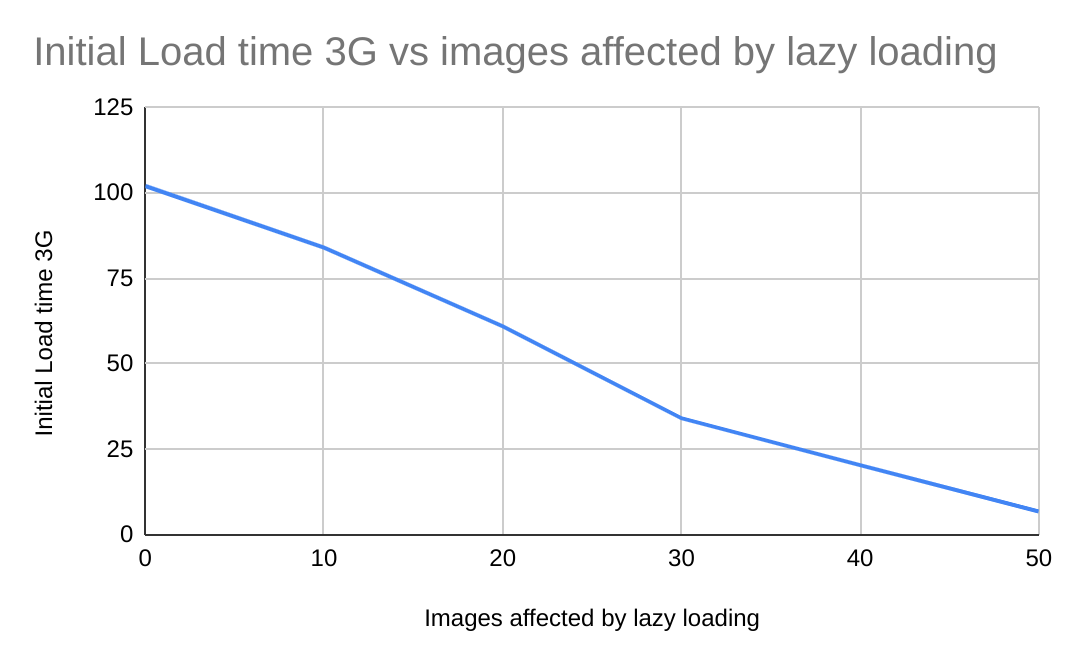 Initial Load time 3G vs images affected by lazy loading
125
100
75
50
25
0
Initial Load time 3G
0 10 20 30 40 50
Images affected by lazy loading